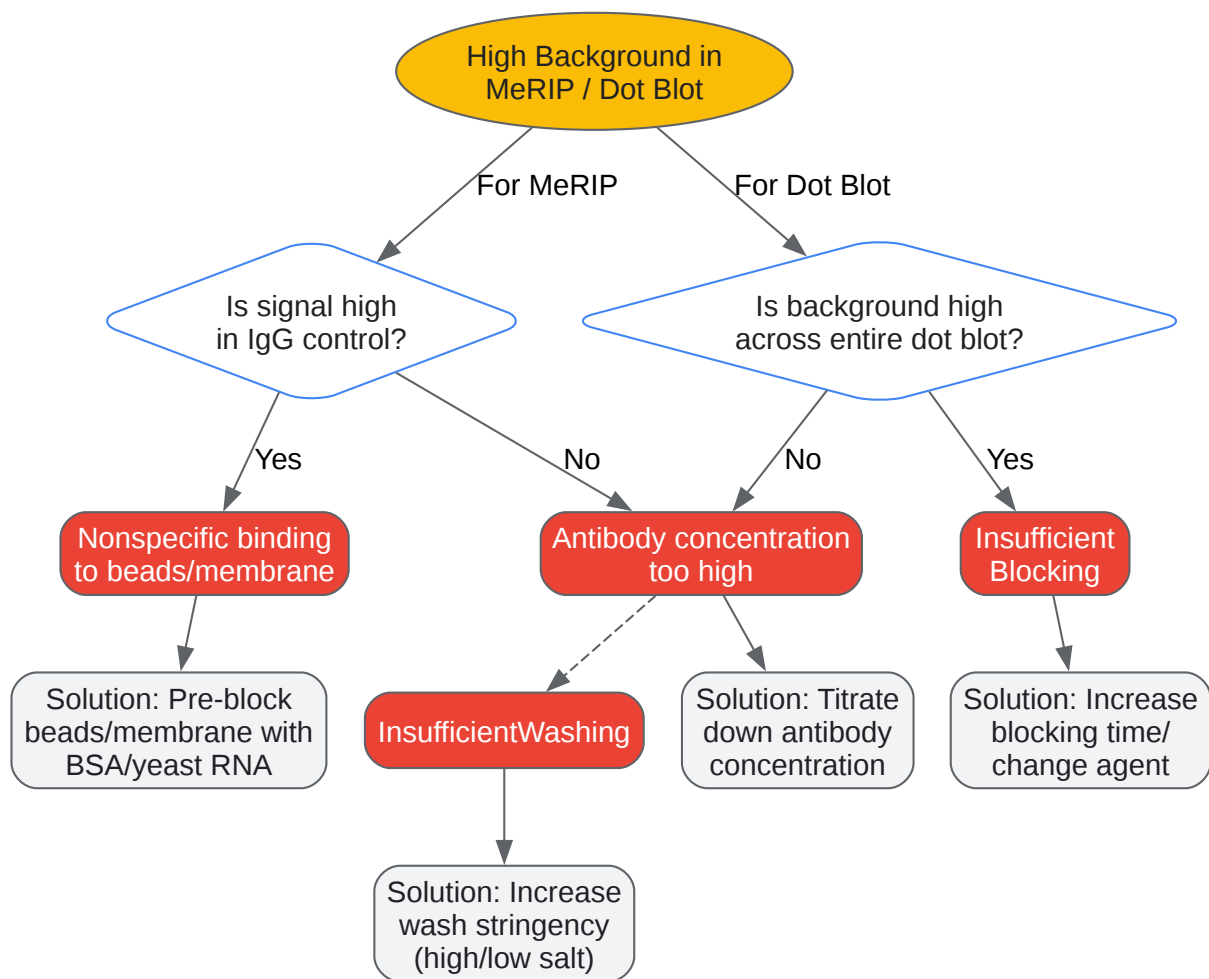 High Background in
MeRIP / Dot Blot
For MeRIP
For Dot Blot
Is signal high
in IgG control?
Is background high
across entire dot blot?
Yes
No
No
Yes
Nonspecific binding
to beads/membrane
Antibody concentration
too high
Insufficient
Blocking
Solution: Pre-block
beads/membrane with
BSA/yeast RNA
InsufficientWashing
Solution: Titrate
down antibody
concentration
Solution: Increase
blocking time/
change agent
Solution: Increase
wash stringency
(high/low salt)